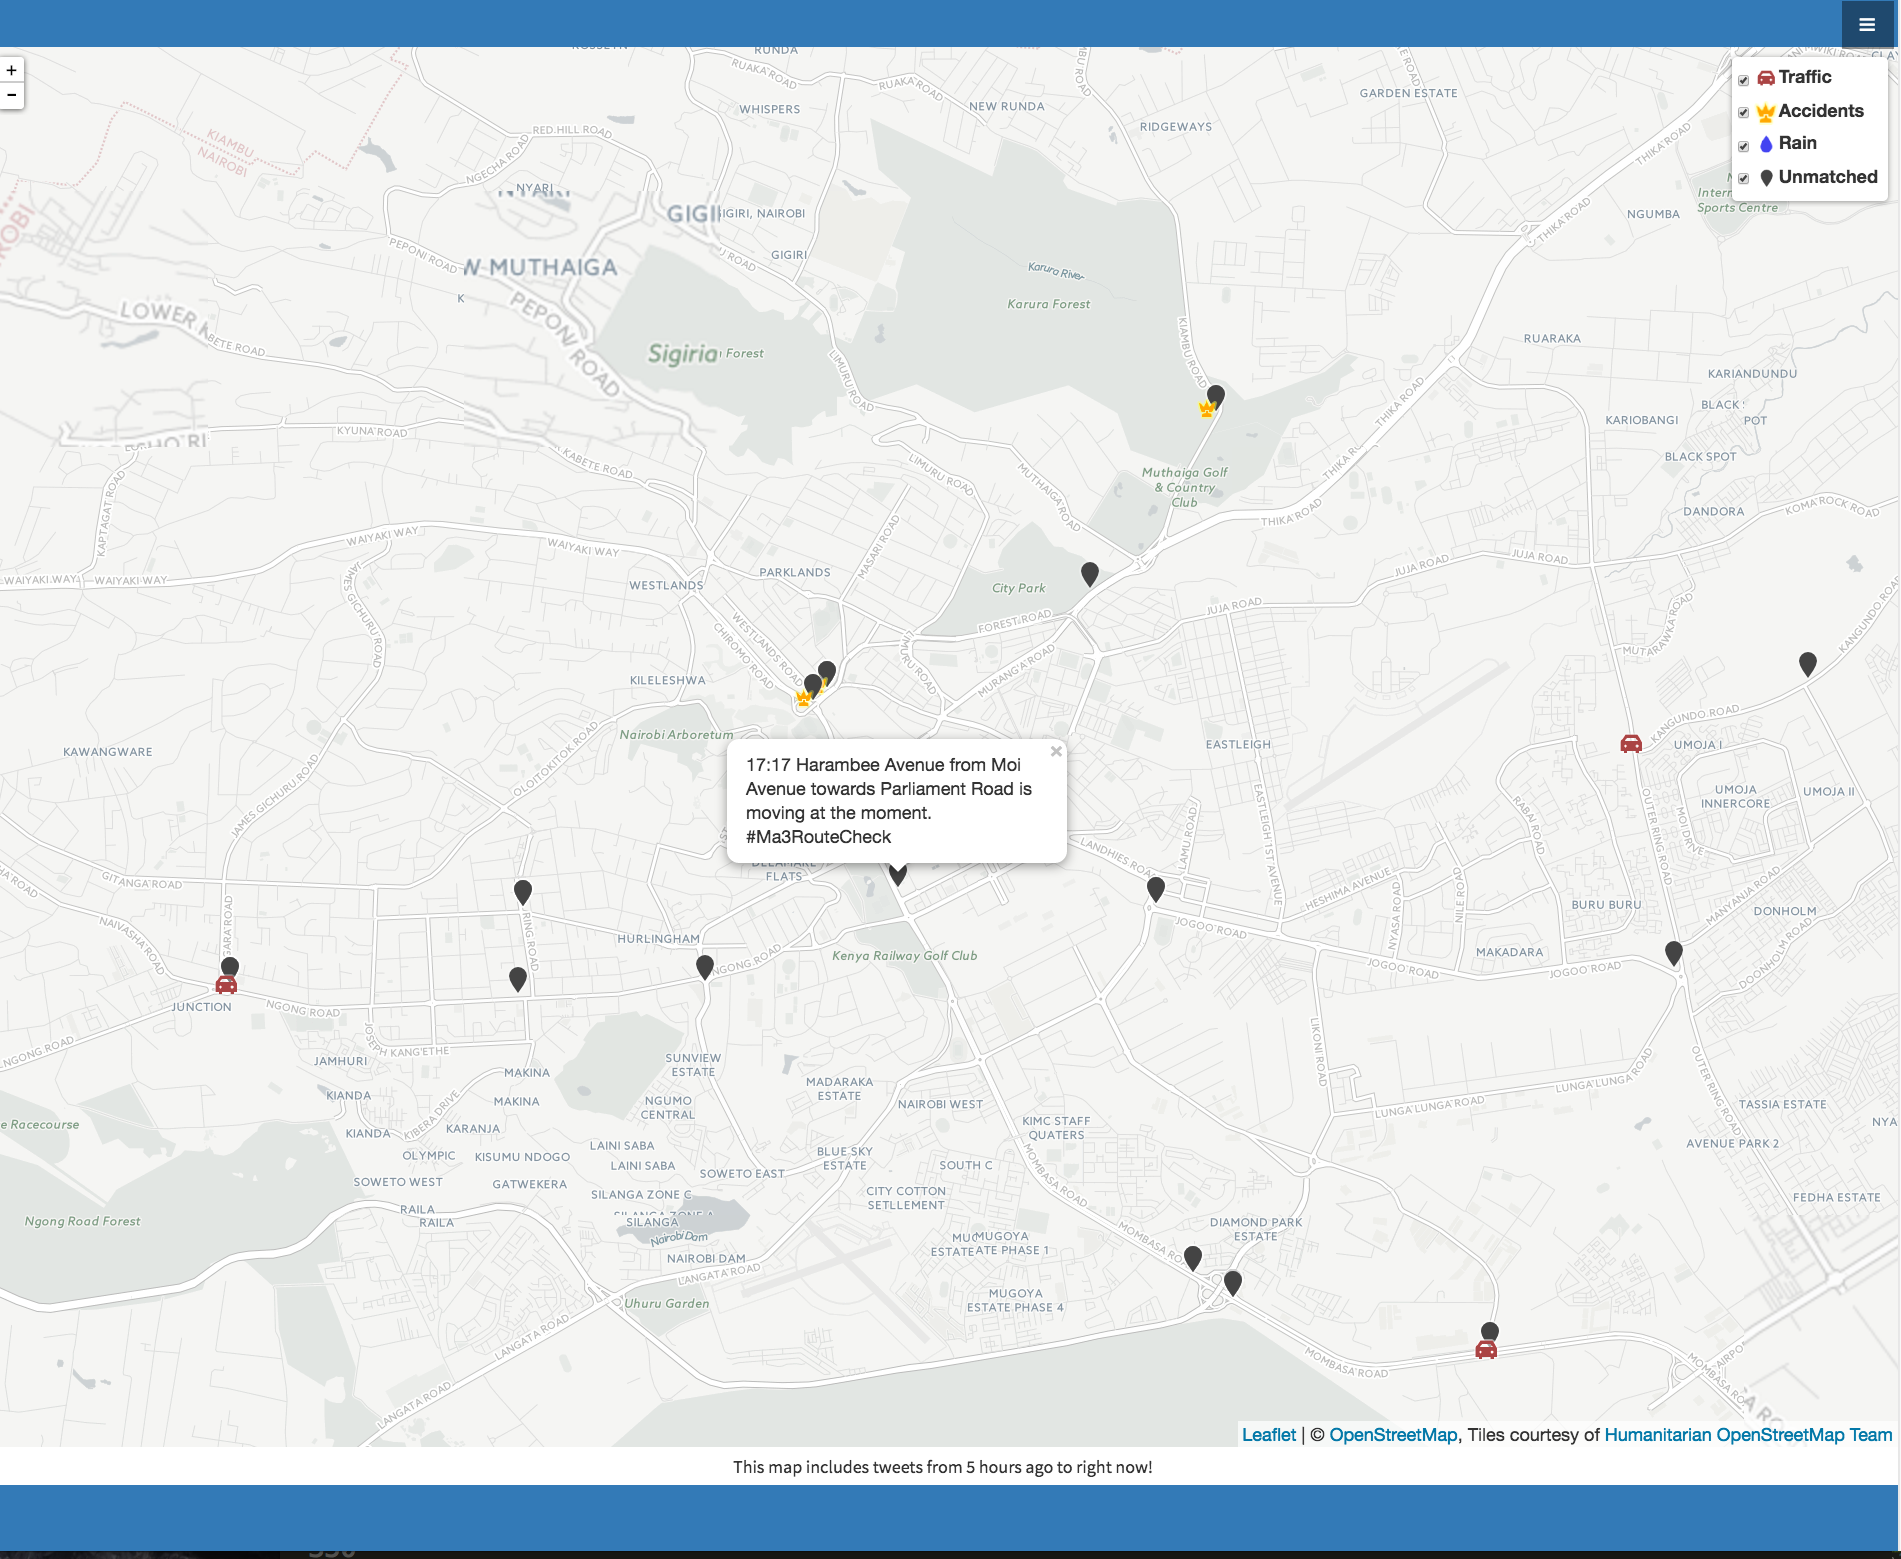 ROSSLYN
RUNDA
KIAMBU ROAD
+
-
Traffic
Accidents
Rain
Unmatched
RUAKA ROAD
RUAKA ROAD
WHISPERS
NEW RUNDA
GARDEN ESTATE
RIDGEWAYS
THIKA ROAD
KIAMBU
NAIROBI
RED HILL ROAD
NGECHA ROAD
NYARI
GIGIRI, NAIROBI
NGUMBA
Sports Centre
THIKA ROAD
PEPONI ROAD
GIGIRI
W MUTHAIGA
Karura River
Karura Forest
KIAMBU ROAD
PEPONI ROAD
RUARAKA
Sigiria
Forest
LIMURU ROAD
KARIANDUNDU
THIKA ROAD
BLACK
POT
KARIOBANGI
KYUNA ROAD
KABETE ROAD
BLACK SPOT
LIMURU ROAD
MUTHAIGA ROAD
Muthaiga Golf
& Country
Club
KAPTAGAT ROAD
DANDORA
KOMA ROCK ROAD
THIKA ROAD
WAIYAKI WAY
WAIYAKI WAY
MASARI ROAD
JUJA ROAD
JUJA ROAD
WAIYAKI WAY
WAIYAKI WAY
WESTLANDS
PARKLANDS
City Park
JAMES GICHURU ROAD
JUJA ROAD
FOREST ROAD
WESTLANDS ROAD
CHIROMO ROAD
LIMURU ROAD
MURANG'A ROAD
MUTARAWKA ROAD
KANGUNDO ROAD
KILELESHWA
Nairobi Arboretum
KANGUNDO ROAD
KAWANGWARE
EASTLEIGH
UMOJA I
OLOITOKITOK ROAD
17:17 Harambee Avenue from Moi
Avenue towards Parliament Road is
moving at the moment.
#Ma3RouteCheck
JAMES GICHURU ROAD
EASTLEIGH 1ST AVENUE
RABAI ROAD
OUTER RING ROAD
MOI DRIVE
UMOJA
INNERCORE
UMOJA II
LANDHIES ROAD
LAMU ROAD
DELAMARE
FLATS
GITANGA ROAD
HESHIMA AVENUE
NYASA ROAD
NILE ROAD
BURU BURU
MANYANJA ROAD
DONHOLM
NAIVASHA ROAD
RING ROAD
HURLINGHAM
NGONG ROAD
Kenya Railway Golf Club
JOGOO ROAD
JOGOO ROAD
MAKADARA
JOGOO ROAD
DOONHOLM ROAD
JUNCTION
NGONG ROAD
NGONG ROAD
JOSEPH KANG'ETHE
LIKONI ROAD
JAMHURI
MAKINA
SUNVIEW
ESTATE
MADARAKA
ESTATE
NAIROBI WEST
LUNGA LUNGA ROAD
LUNGA LUNGA ROAD
OUTER RING ROAD
KIANDA
MAKINA
NGUMO
CENTRAL
TASSIA ESTATE
NYA
e Racecourse
KIANDA
KIBERA DRIVE
KARANJA
KIMC STAFF
QUATERS
AVENUE PARK 2
LAINI SABA
OLYMPIC
KISUMU NDOGO
LAINI SABA
BLUE SKY
ESTATE
SOUTH C
SOWETO WEST
GATWEKERA
SILANGA ZONE C
SOWETO EAST
CITY COTTON
SETLLEMENT
MOMBASA ROAD
FEDHA ESTATE
Ngong Road Forest
RAILA
RAILA
SILANGA
Nairobi Dam
NAIROBI DAM
MUGOYA
ESTATE
ATE PHASE 1
MOMBASA RO
DIAMOND PARK
ESTATE
LANGATA ROAD
Uhuru Garden
MUGOYA
ESTATE PHASE 4
LANGATA ROAD
MOMBASA ROAD
LANGATA ROAD
MOMBASA
Leaflet | © OpenStreetMap, Tiles courtesy of Humanitarian OpenStreetMap Team
This map includes tweets from 5 hours ago to right now!